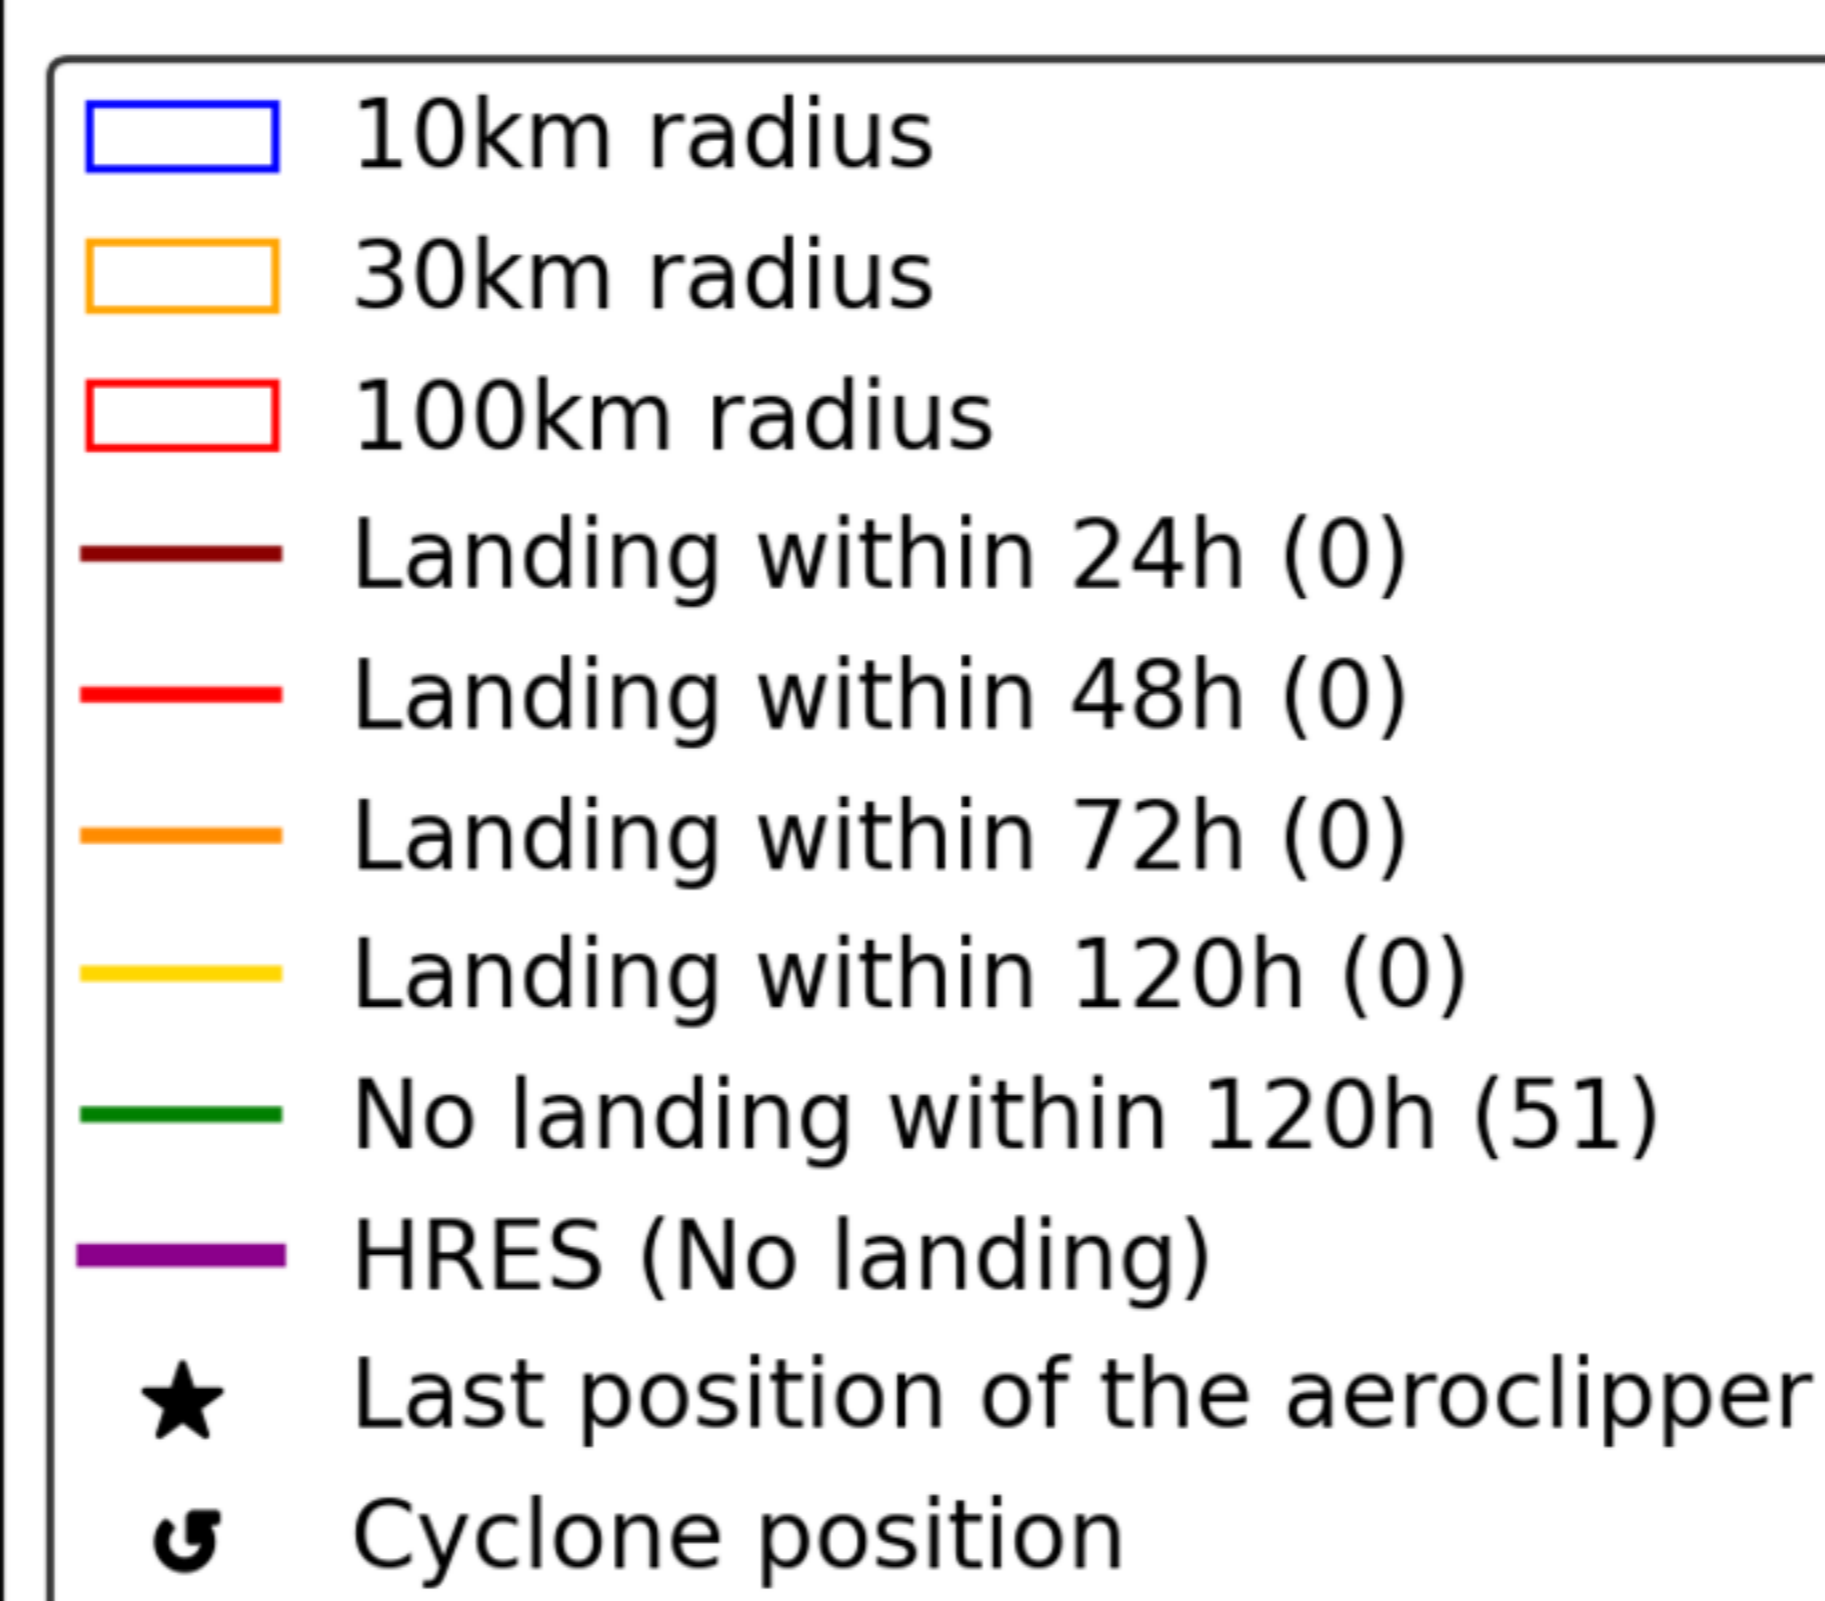 10km radius
30km radius
100km radius
Landing within 24h (0)
Landing within 48h (0)
Landing within 72h (0)
Landing within 120h (0)
No landing within 120h (51)
HRES (No landing)
Last position of the aeroclipper
Cyclone position